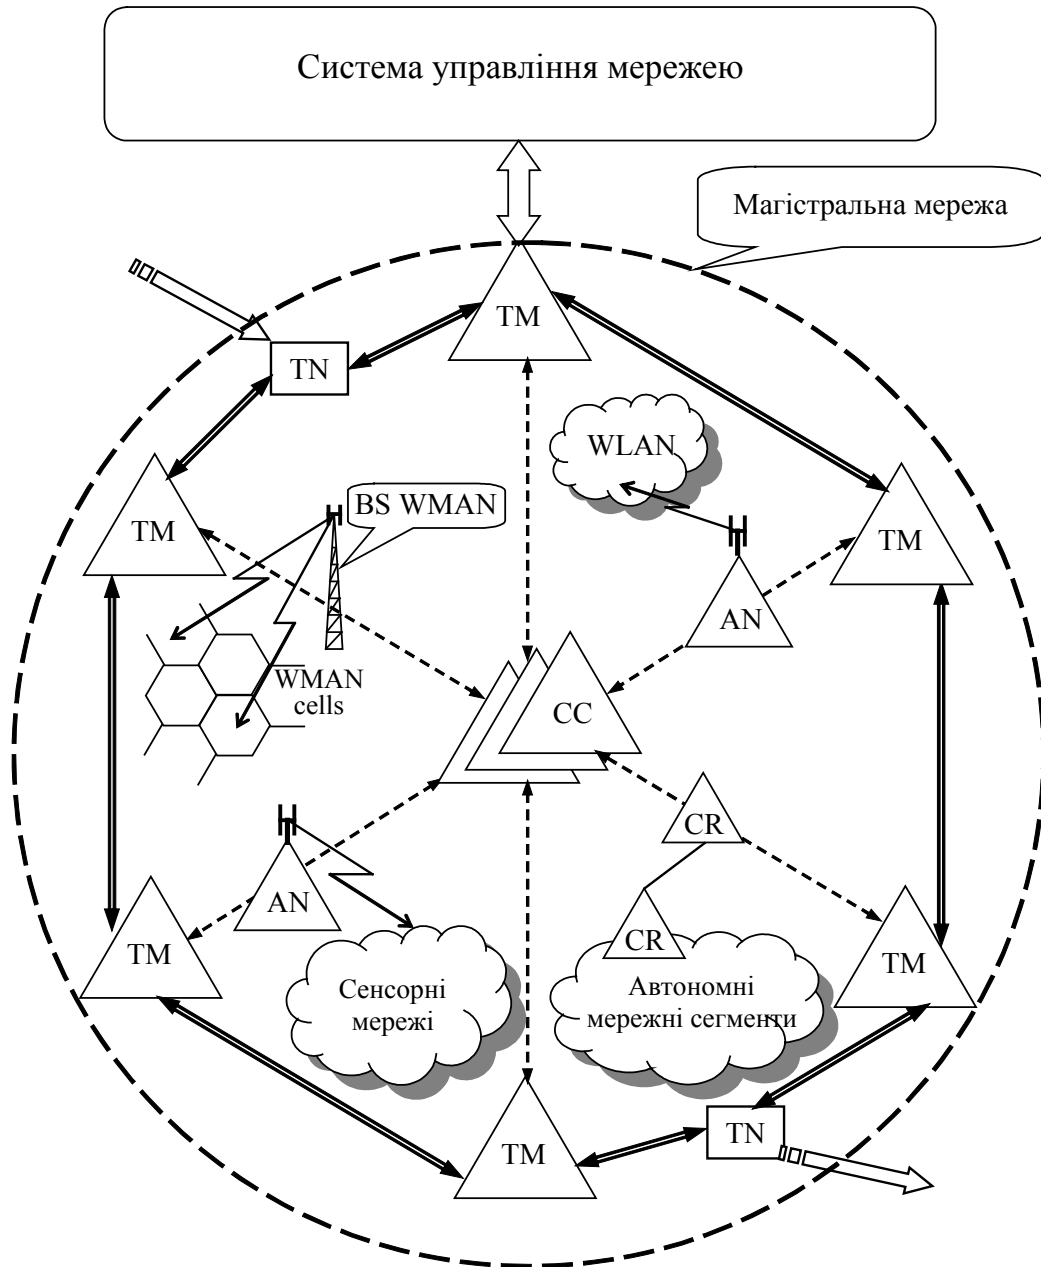 Система управління мережею
Магістральна мережа
TM
TN
WLAN
BS WMAN
TM
TM
AN
WMAN
cells
CC
CR
AN
TM
CR
TM
Сенсорні
мережі
Автономні
мережні сегменти
TN
TM